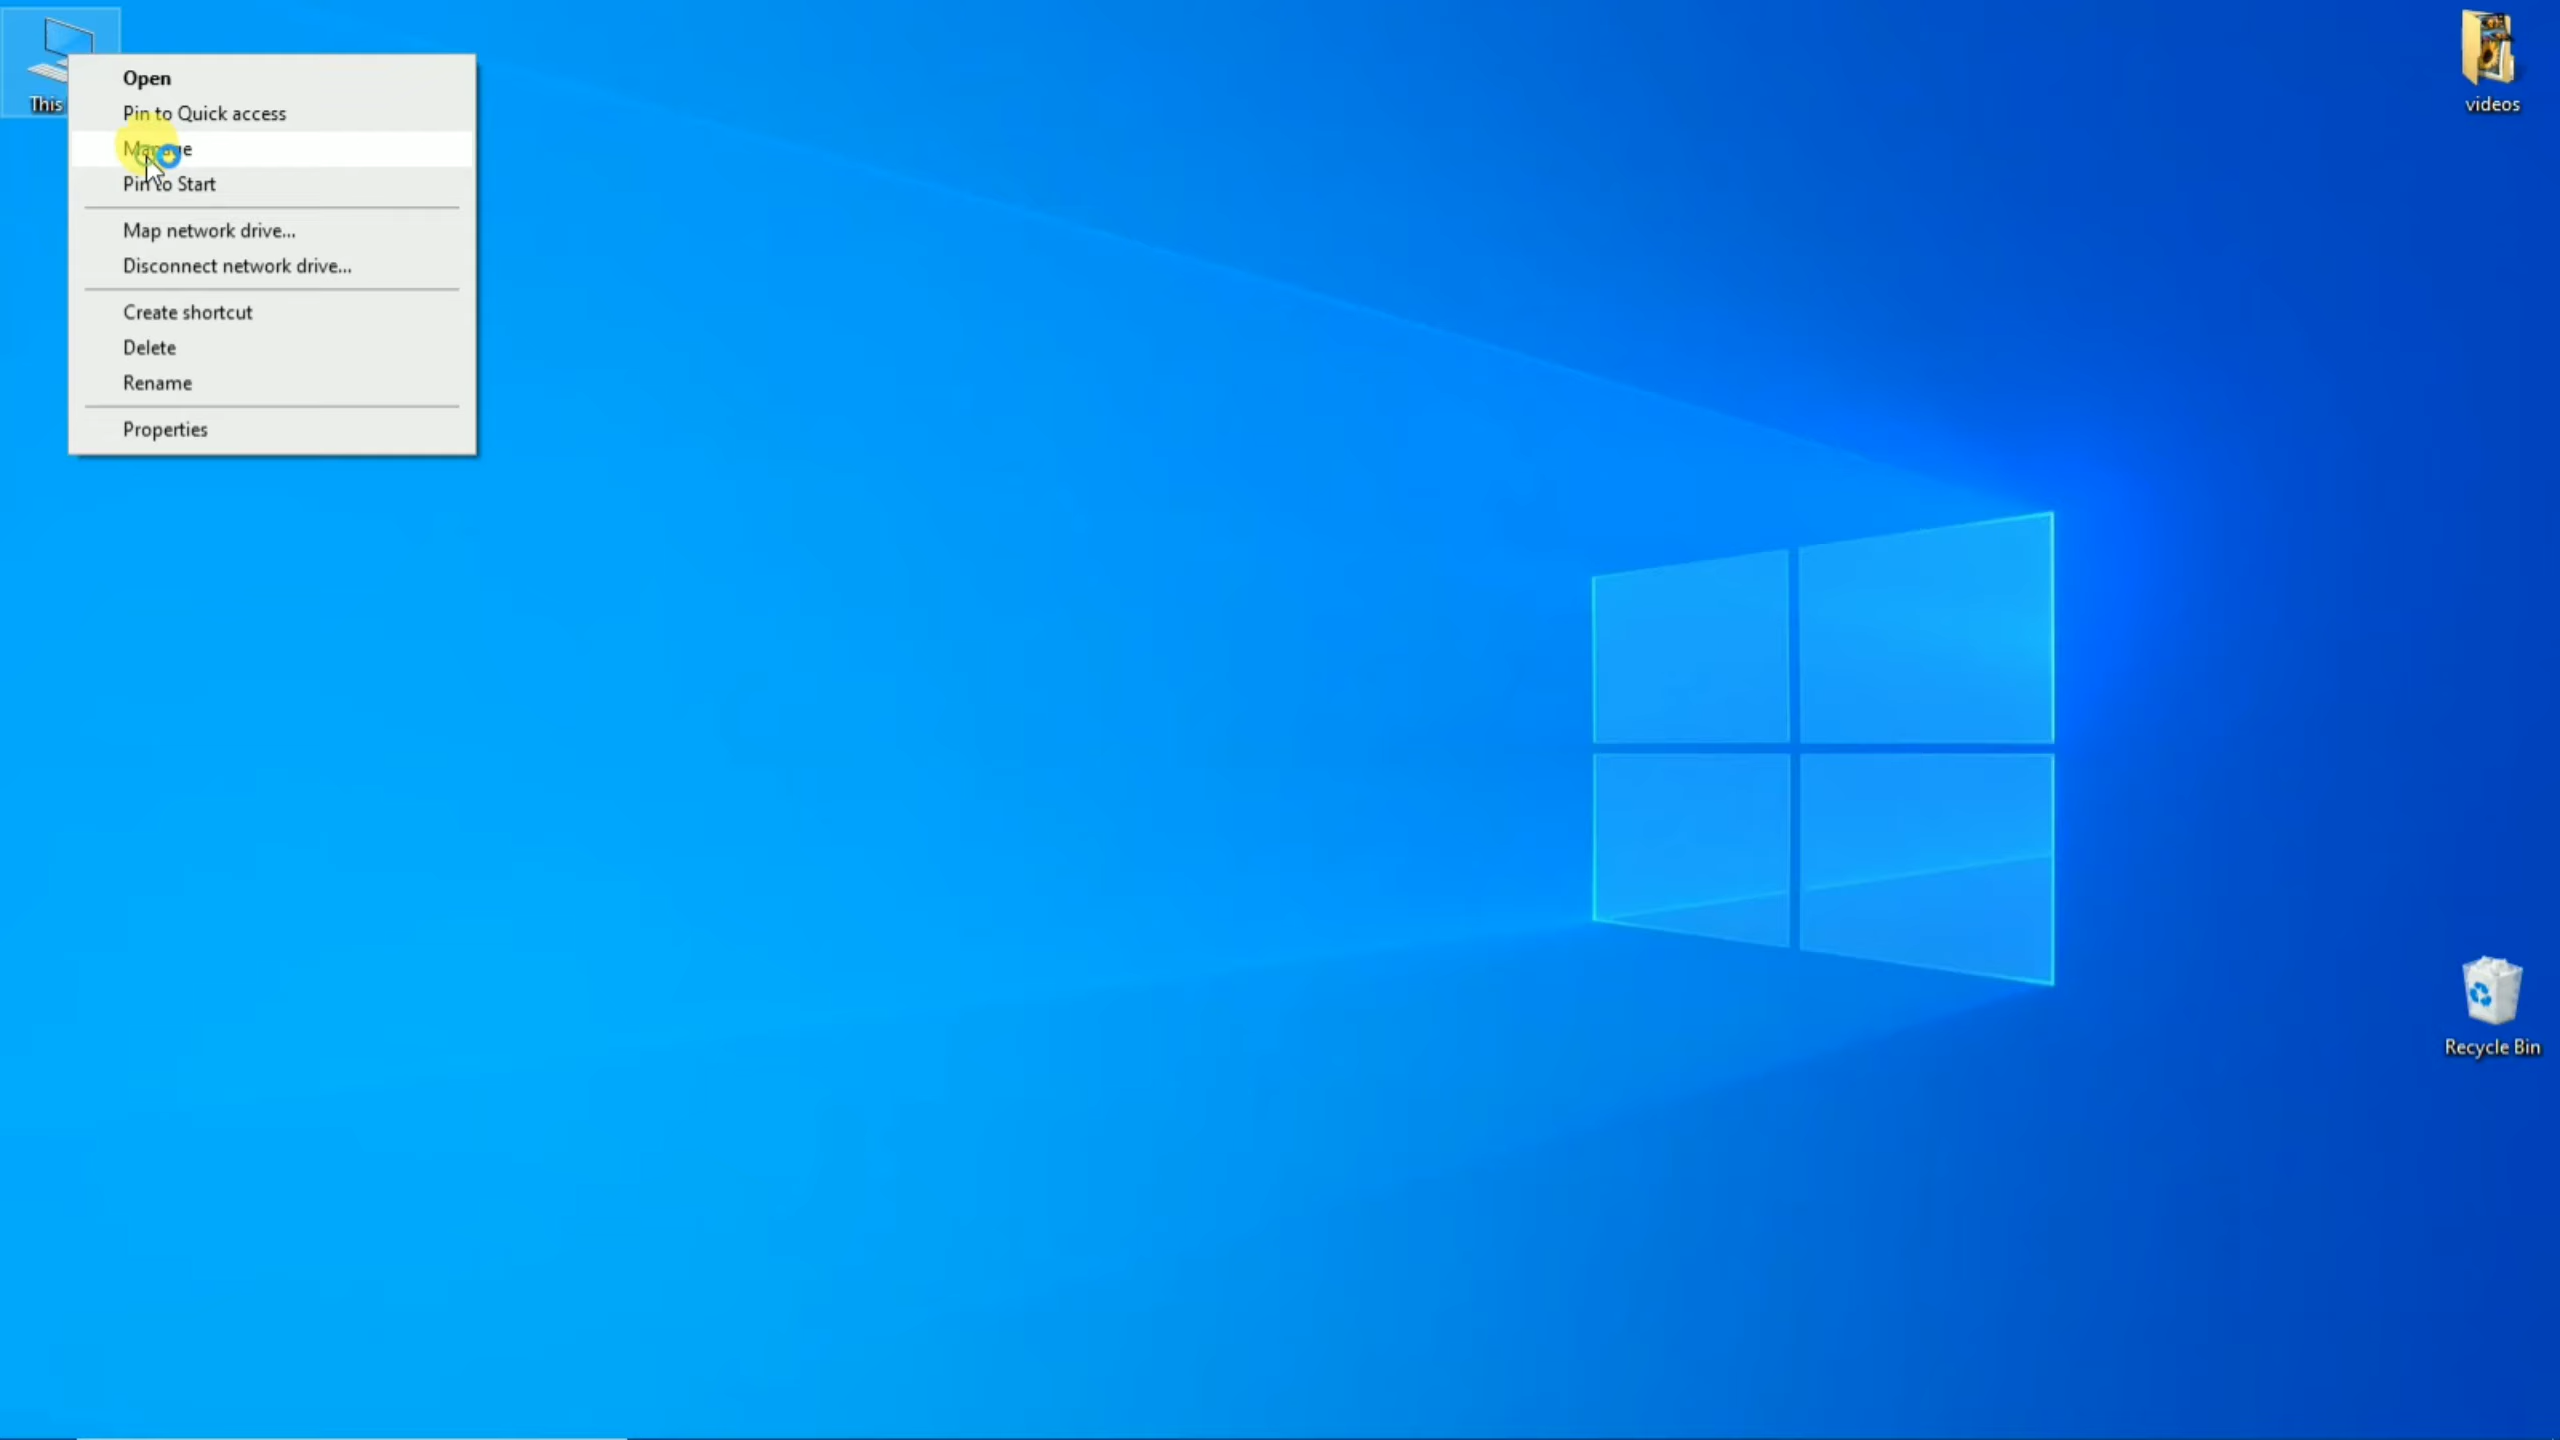 This
Open
Pin to Quick access
Manage
Pin to Start
Map network drive...
Disconnect network drive...
Create shortcut
Delete
Rename
Properties
videos
Recycle Bin